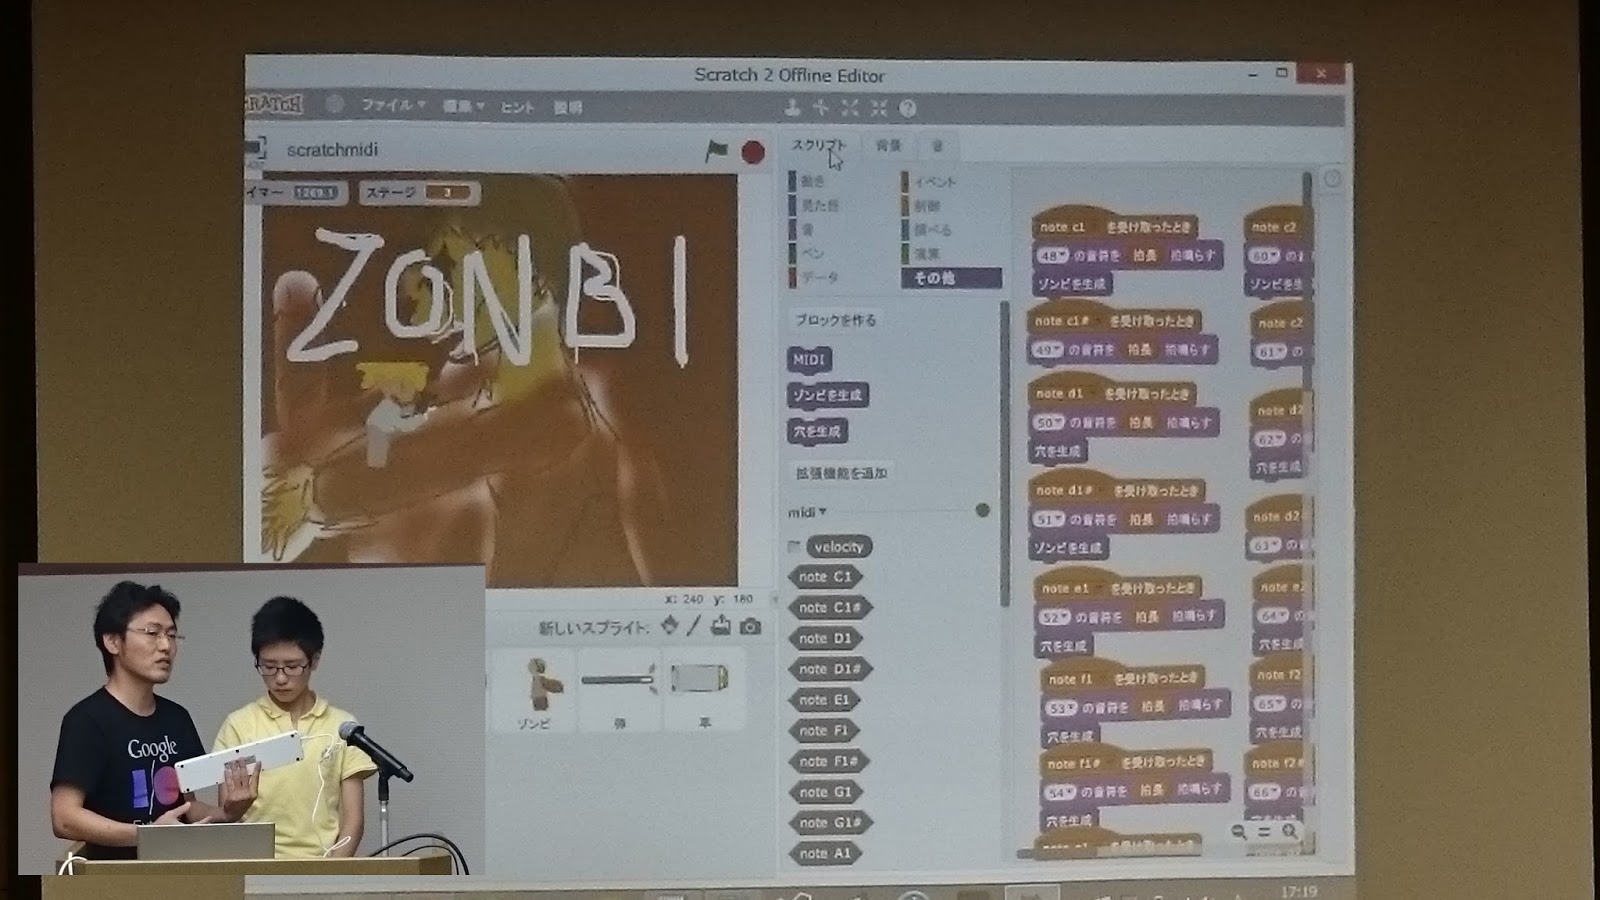 Scratch 2 Offline Editor
ファイル 編集 ヒント 説明
scratchmidi
ステージ
ZONBI
x: 240 y: 180
新しいスプライト:
ゾンビ
スクリプト 背景 音
動き
見た目
音
ペン
データ
イベント
制御
調べる
演算
その他
ブロックを作る
MIDI
ゾンビを生成
穴を生成
拡張機能を追加
midi
velocity
note C1
note C1#
note D1
note D1#
note E1
note F1
note F1#
note G1
note G1#
note A1
note c1 を受け取ったとき
48 の音符を 拍長 拍鳴らす
ゾンビを生成
note c1# を受け取ったとき
49 の音符を 拍長 拍鳴らす
note d1 を受け取ったとき
50 の音符を 拍長 拍鳴らす
穴を生成
note d1# を受け取ったとき
51 の音符を 拍長 拍鳴らす
ゾンビを生成
note e1 を受け取ったとき
52 の音符を 拍長 拍鳴らす
穴を生成
note f1 を受け取ったとき
53 の音符を 拍長 拍鳴らす
穴を生成
note f1# を受け取ったとき
54 の音符を 拍長 拍鳴らす
穴を生成
note c2
60 の
ゾンビを生
note c2
61 の
note d2
62 の
穴を生成
note d2
63 の
note e
64 の
穴を生成
note f2
65 の
穴を生成
note f2#
66 の
穴を生成
17:19
Google
I/O